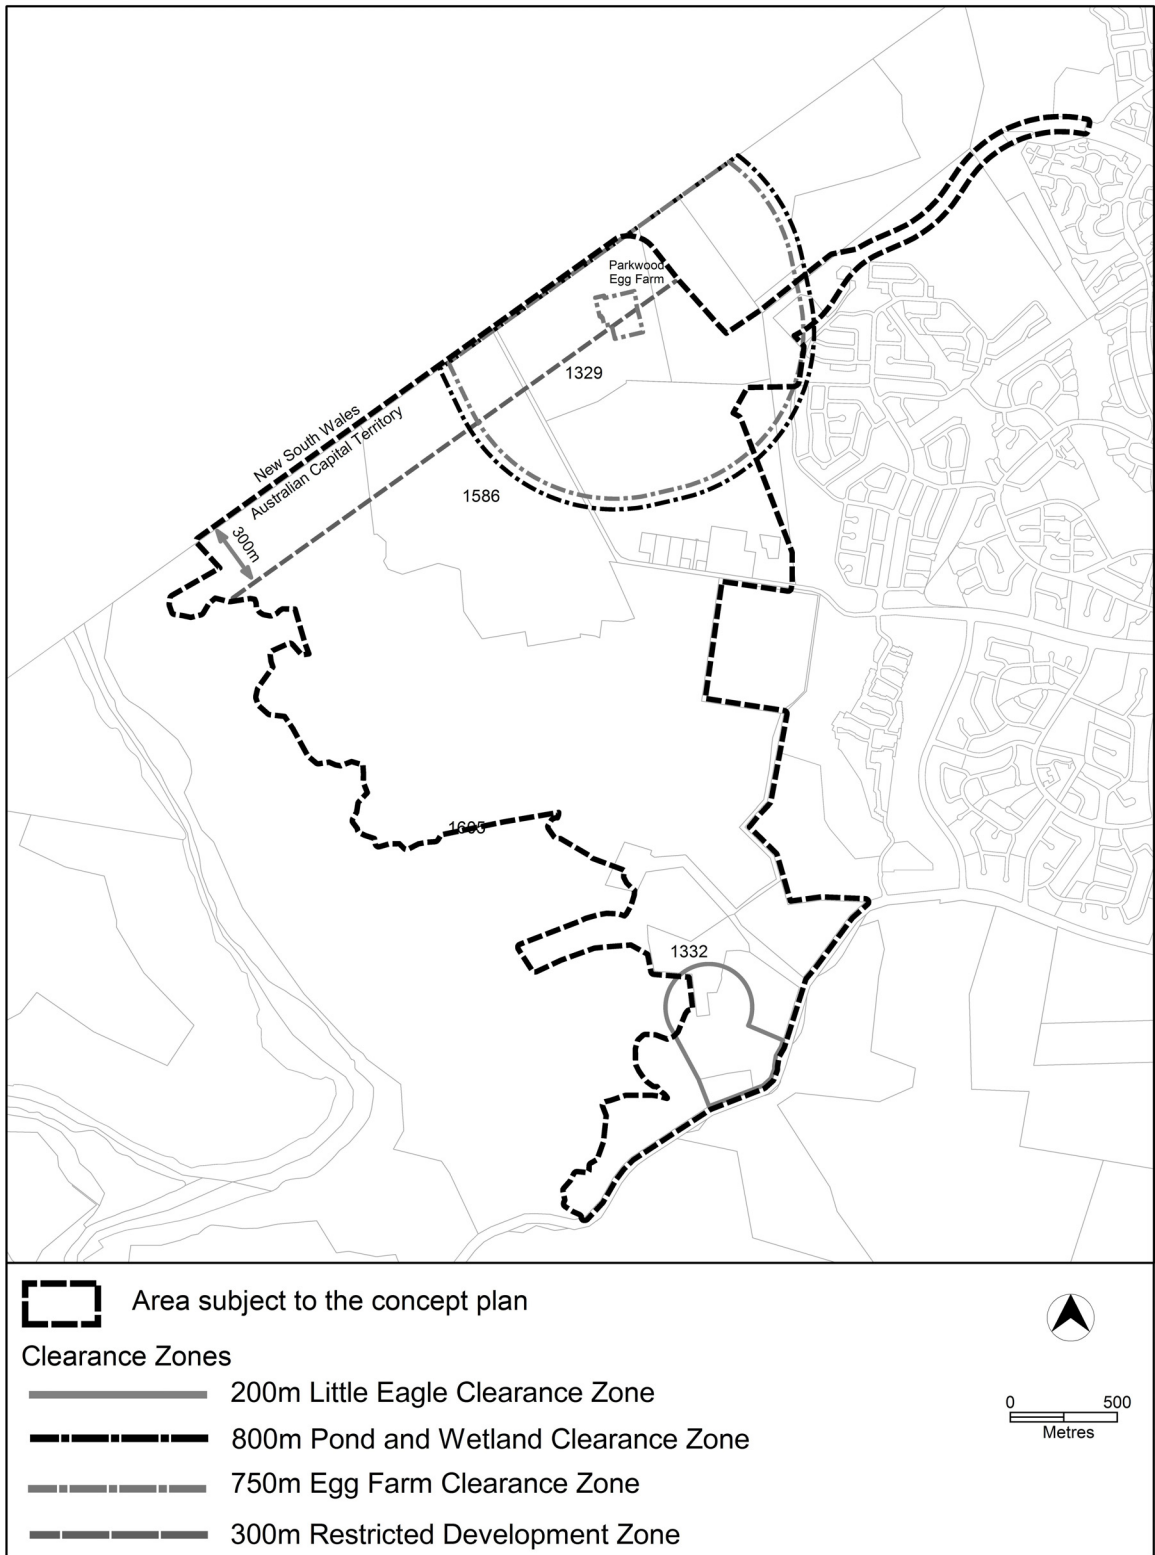 Parkwood
Egg Farm
1329
New South Wales
Australian Capital Territory
1586
300m
1605
1332
Area subject to the concept plan
Clearance Zones
200m Little Eagle Clearance Zone
800m Pond and Wetland Clearance Zone
750m Egg Farm Clearance Zone
300m Restricted Development Zone
0 500
Metres